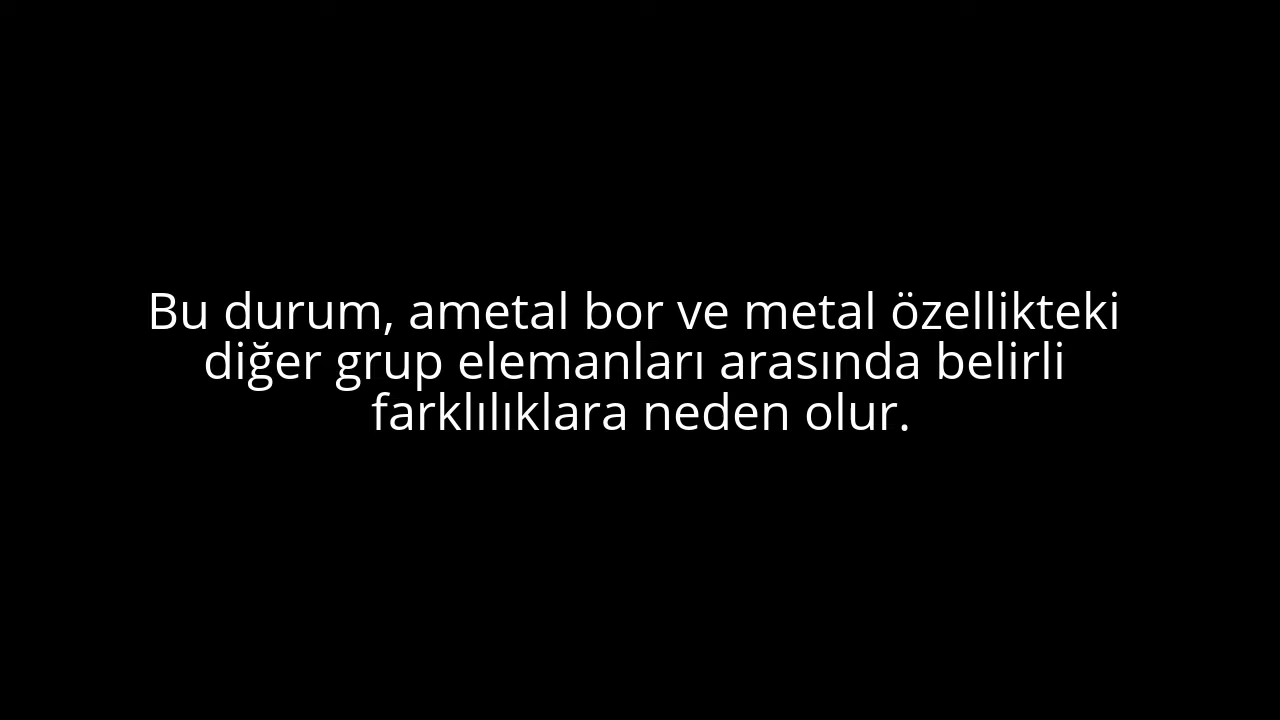 Bu durum, ametal bor ve metal özellikteki
diğer grup elemanları arasında belirli
farklılıklara neden olur.